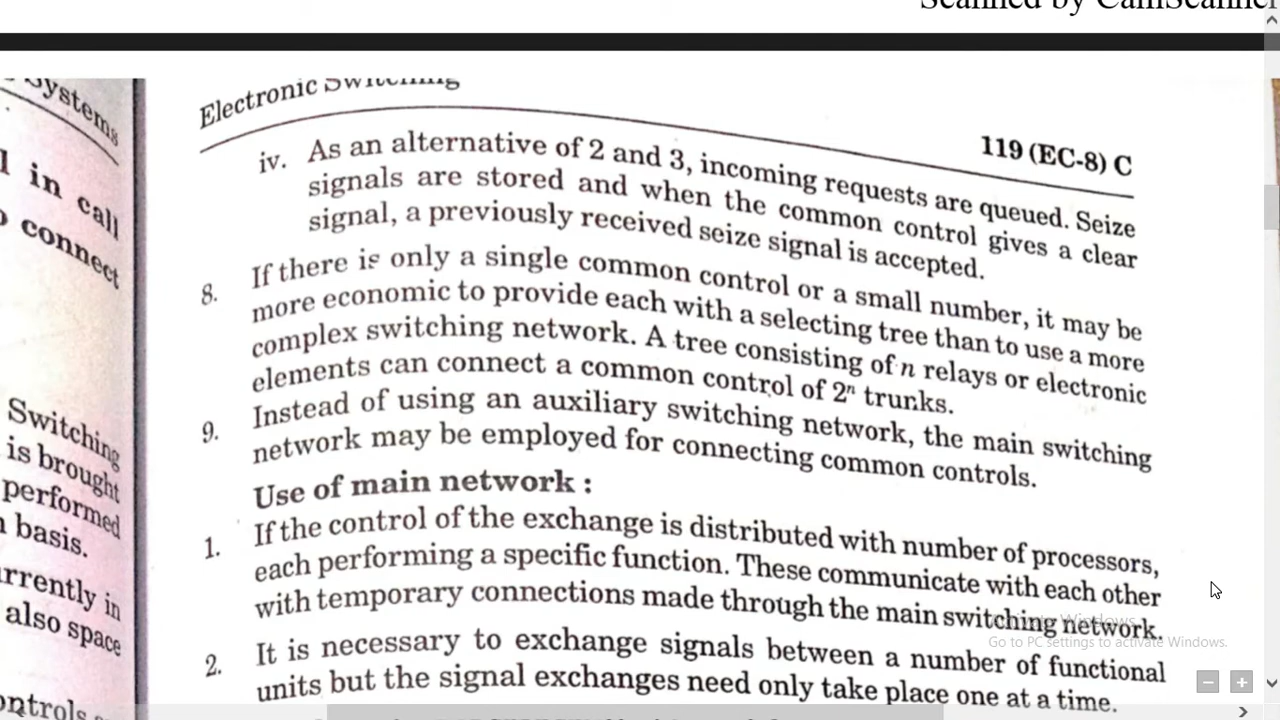 Scanned by CamScanner
Systems
l in call
connect
Switching
is brought
performed
basis.
also space
Electronic Switching
119 (EC-8) C
iv. As an alternative of 2 and 3, incoming requests are queued. Seize
signals are stored and when the common control gives a clear
signal, a previously received seize signal is accepted.
8. If there is only a single common control or a small number, it may be
more economic to provide each with a selecting tree than to use a more
complex switching network. A tree consisting of n relays or electronic
elements can connect a common control of 2ⁿ trunks.
9. Instead of using an auxiliary switching network, the main switching
network may be employed for connecting common controls.
Use of main network :
1. If the control of the exchange is distributed with number of processors,
each performing a specific function. These communicate with each other
with temporary connections made through the main switching network.
2. It is necessary to exchange signals between a number of functional
units but the signal exchanges need only take place one at a time.
Activate Windows
Go to PC settings to activate Windows.